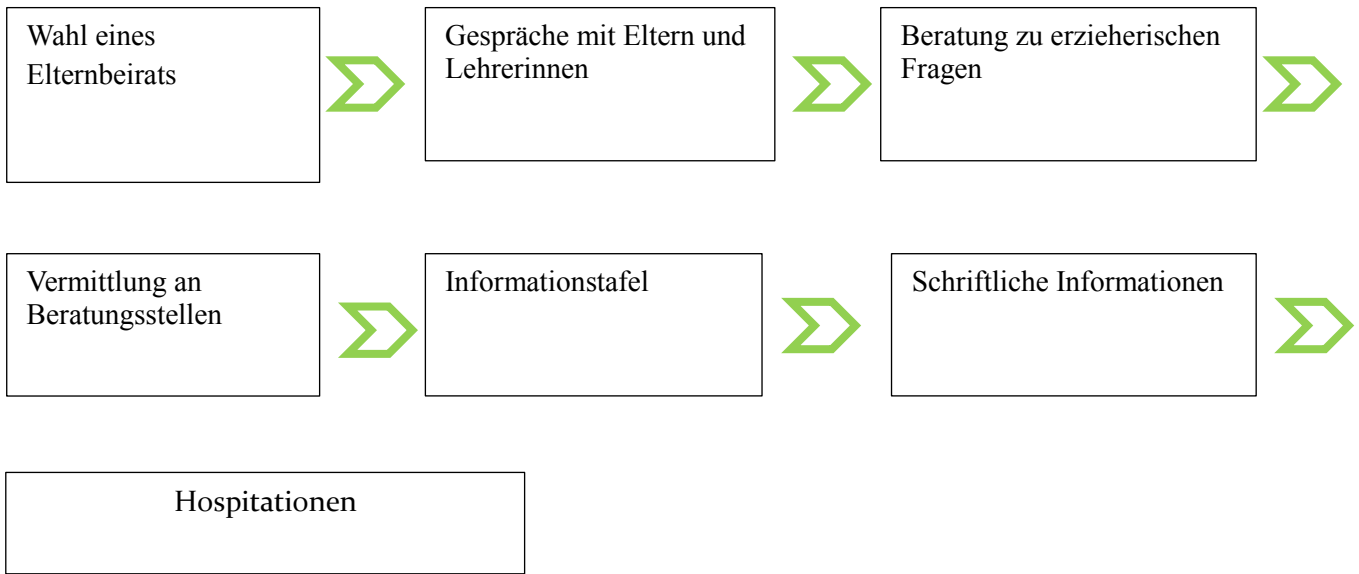 Wahl eines
Elternbeirats
Gespräche mit Eltern und
Lehrerinnen
Beratung zu erzieherischen
Fragen
Vermittlung an
Beratungsstellen
Informationstafel
Schriftliche Informationen
Hospitationen